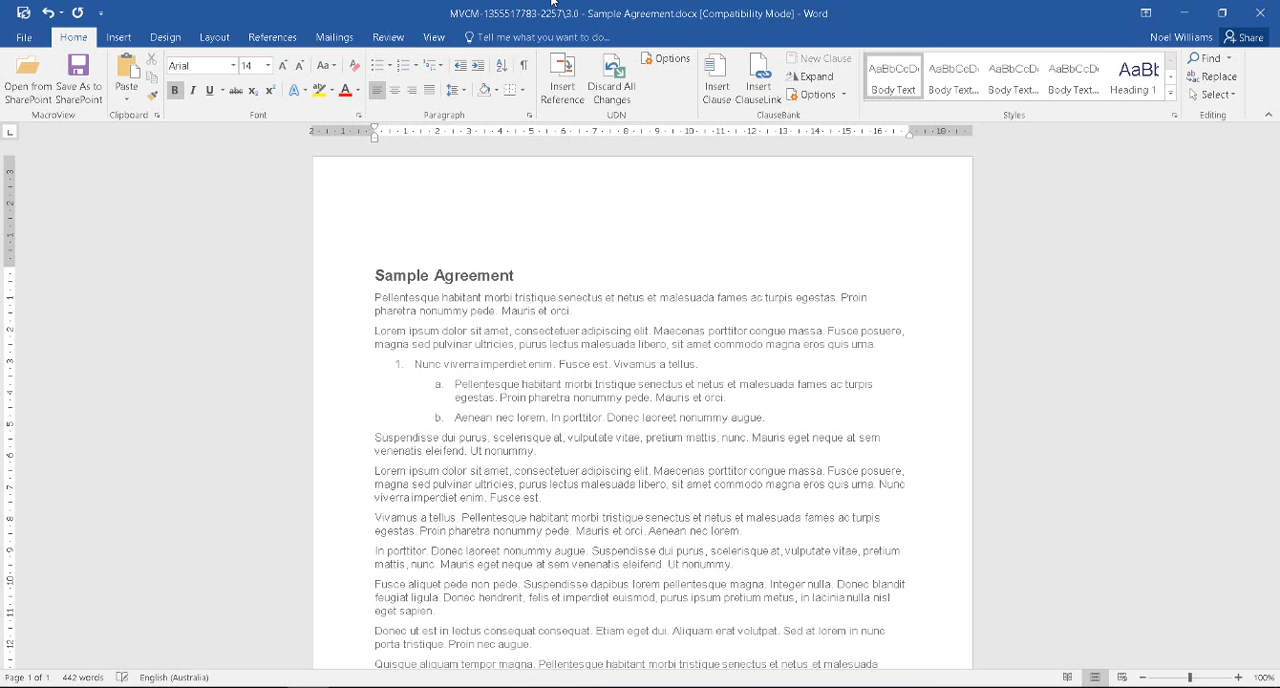 MVCM-1355517783-2257\3.0 - Sample Agreement.docx [Compatibility Mode] - Word
File Home Insert Design Layout References Mailings Review View Tell me what you want to do... Noel Williams Share
Open from SharePoint
Save As to SharePoint
MacroView
Paste
Clipboard
Arial 14
Font
Paragraph
Insert Reference
Discard All Changes
Options
UDN
Insert Clause
Insert ClauseLink
New Clause
Expand
Options
ClauseBank
AaBbCcDi AaBbCcDi AaBbCcDi AaBbCcDi AaBb
Body Text Body Text... Body Text... Body Text... Heading 1
Styles
Find
Replace
Select
Editing
Sample Agreement
Pellentesque habitant morbi tristique senectus et netus et malesuada fames ac turpis egestas. Proin
pharetra nonummy pede. Mauris et orci.
Lorem ipsum dolor sit amet, consectetuer adipiscing elit. Maecenas porttitor congue massa. Fusce posuere,
magna sed pulvinar ultricies, purus lectus malesuada libero, sit amet commodo magna eros quis urna.
1. Nunc viverra imperdiet enim. Fusce est. Vivamus a tellus.
a. Pellentesque habitant morbi tristique senectus et netus et malesuada fames ac turpis
egestas. Proin pharetra nonummy pede. Mauris et orci.
b. Aenean nec lorem. In porttitor. Donec laoreet nonummy augue.
Suspendisse dui purus, scelerisque at, vulputate vitae, pretium mattis, nunc. Mauris eget neque at sem
venenatis eleifend. Ut nonummy.
Lorem ipsum dolor sit amet, consectetuer adipiscing elit. Maecenas porttitor congue massa. Fusce posuere,
magna sed pulvinar ultricies, purus lectus malesuada libero, sit amet commodo magna eros quis urna. Nunc
viverra imperdiet enim. Fusce est.
Vivamus a tellus. Pellentesque habitant morbi tristique senectus et netus et malesuada fames ac turpis
egestas. Proin pharetra nonummy pede. Mauris et orci. Aenean nec lorem.
In porttitor. Donec laoreet nonummy augue. Suspendisse dui purus, scelerisque at, vulputate vitae, pretium
mattis, nunc. Mauris eget neque at sem venenatis eleifend. Ut nonummy.
Fusce aliquet pede non pede. Suspendisse dapibus lorem pellentesque magna. Integer nulla. Donec blandit
feugiat ligula. Donec hendrerit, felis et imperdiet euismod, purus ipsum pretium metus, in lacinia nulla nisl
eget sapien.
Donec ut est in lectus consequat consequat. Etiam eget dui. Aliquam erat volutpat. Sed at lorem in nunc
porta tristique. Proin nec augue.
Quisque aliquam tempor magna. Pellentesque habitant morbi tristique senectus et netus et malesuada
Page 1 of 1 442 words English (Australia) 100%